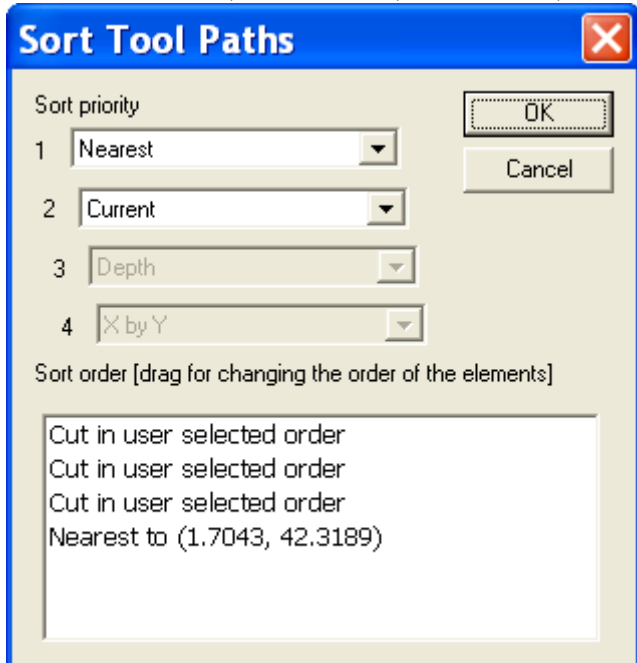 Sort Tool Paths
Sort priority
OK
1 Nearest
Cancel
2 Current
3 Depth
4 X by Y
Sort order [drag for changing the order of the elements]
Cut in user selected order
Cut in user selected order
Cut in user selected order
Nearest to (1.7043, 42.3189)